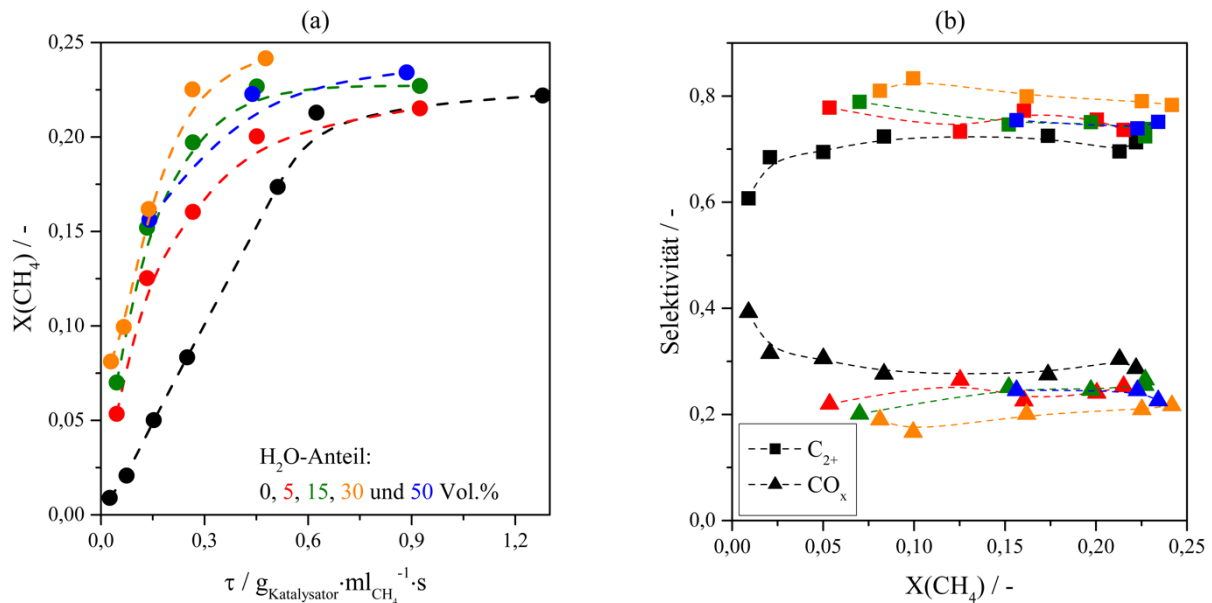 (a)
0,25
0,20
0,15
0,10
0,05
0,00
X(CH₄) / -
H₂O-Anteil:
0, 5, 15, 30 und 50 Vol.%
0,0 0,3 0,6 0,9 1,2
τ / g_Katalysator·ml_CH₄⁻¹·s
(b)
0,8
0,6
0,4
0,2
0,0
Selektivität / -
C₂₊
COₓ
0,00 0,05 0,10 0,15 0,20 0,25
X(CH₄) / -